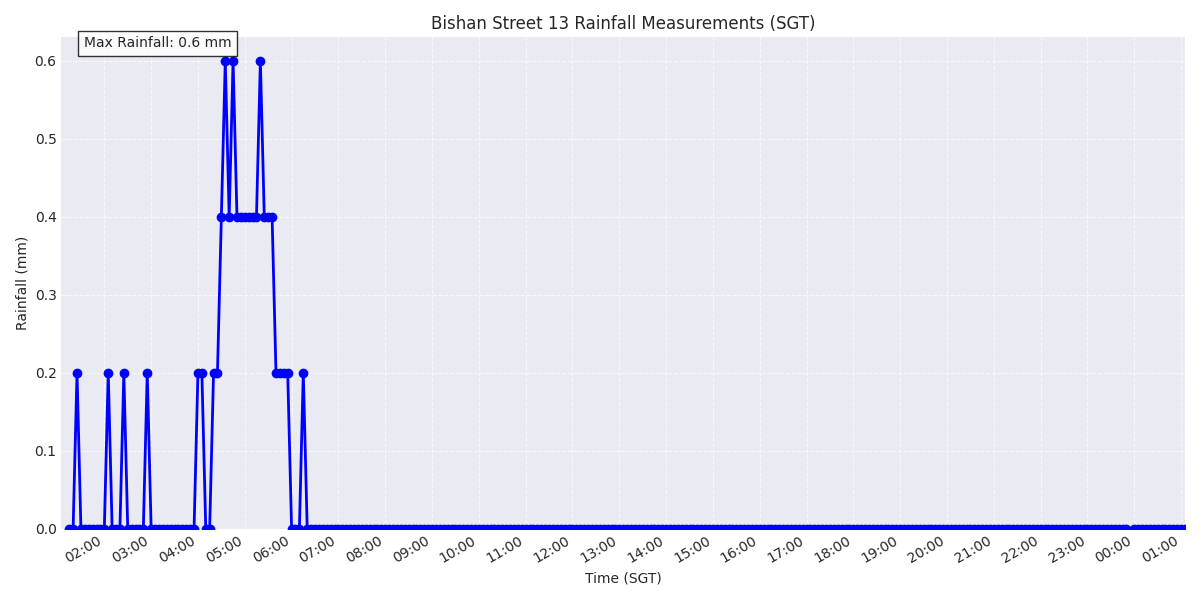 Bishan Street 13 Rainfall Measurements (SGT)
Max Rainfall: 0.6 mm
0.6
0.5
0.4
0.3
0.2
0.1
0.0
Rainfall (mm)
02:00 03:00 04:00 05:00 06:00 07:00 08:00 09:00 10:00 11:00 12:00 13:00 14:00 15:00 16:00 17:00 18:00 19:00 20:00 21:00 22:00 23:00 00:00 01:00
Time (SGT)